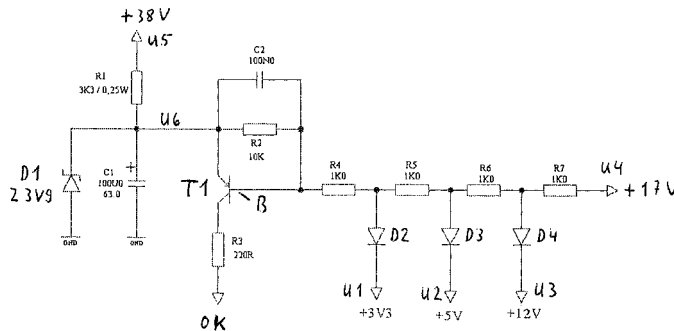 +38V
U5
R1
3K3 / 0,25W
C2
100N0
U6
R2
10K
D1
Z3V9
+
C1
100U0
63.0
T1
B
R3
220R
R4
1K0
R5
1K0
R6
1K0
R7
1K0
U4
+17V
D2
D3
D4
GND
GND
U1
+3V3
U2
+5V
U3
+12V
OK